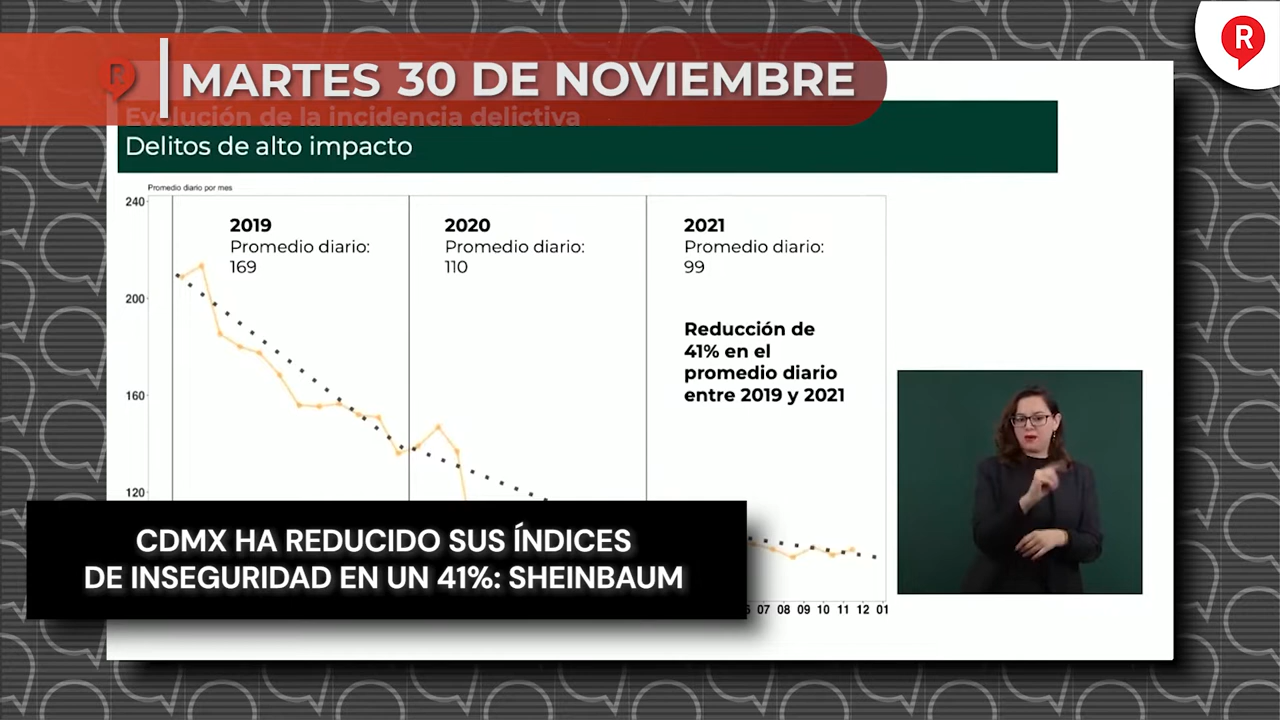 R
R
MARTES 30 DE NOVIEMBRE
Evolución de la incidencia delictiva
Delitos de alto impacto
Promedio diario por mes
240
2019
Promedio diario:
169
2020
Promedio diario:
110
2021
Promedio diario:
99
200
Reducción de
41% en el
promedio diario
entre 2019 y 2021
160
120
CDMX HA REDUCIDO SUS ÍNDICES
DE INSEGURIDAD EN UN 41%: SHEINBAUM
07 08 09 10 11 12 01